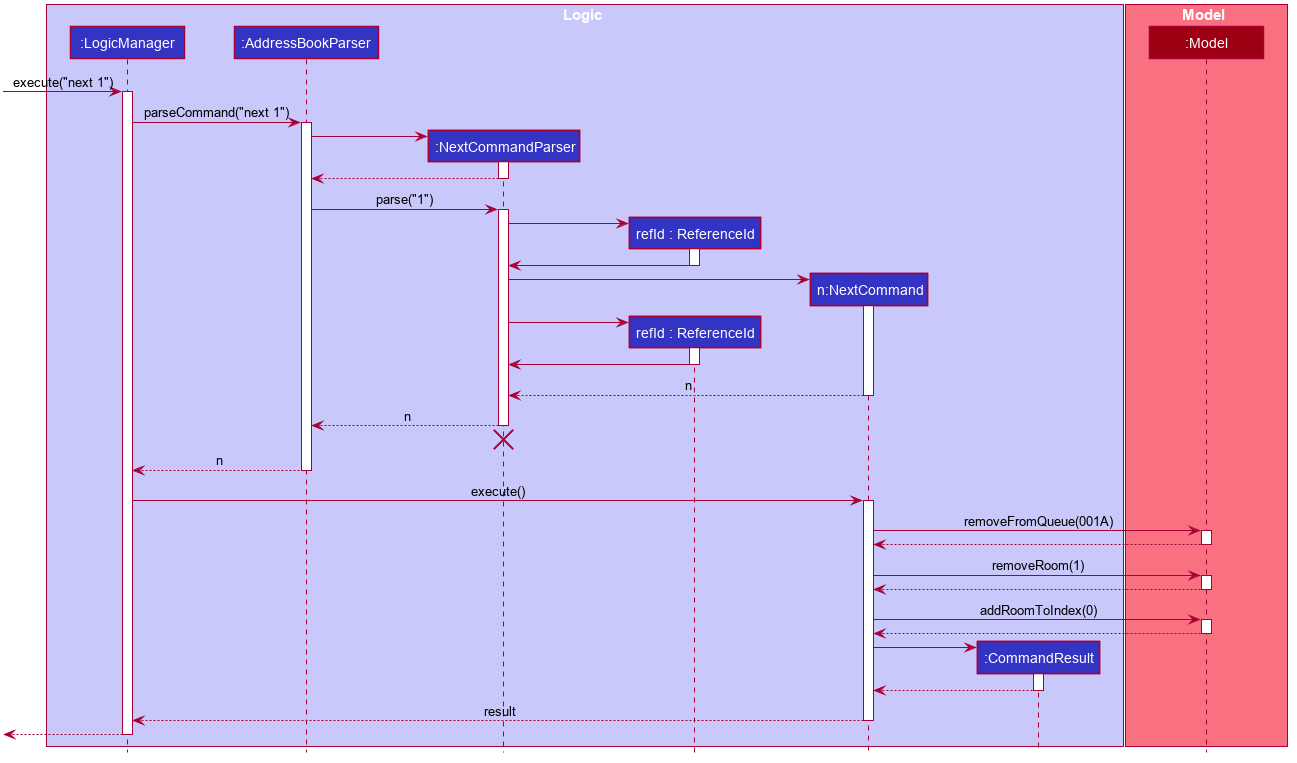 Logic
Model
:LogicManager
:AddressBookParser
:Model
execute("next 1")
parseCommand("next 1")
:NextCommandParser
parse("1")
refId : ReferenceId
n:NextCommand
refId : ReferenceId
n
n
n
execute()
removeFromQueue(001A)
removeRoom(1)
addRoomToIndex(0)
:CommandResult
result